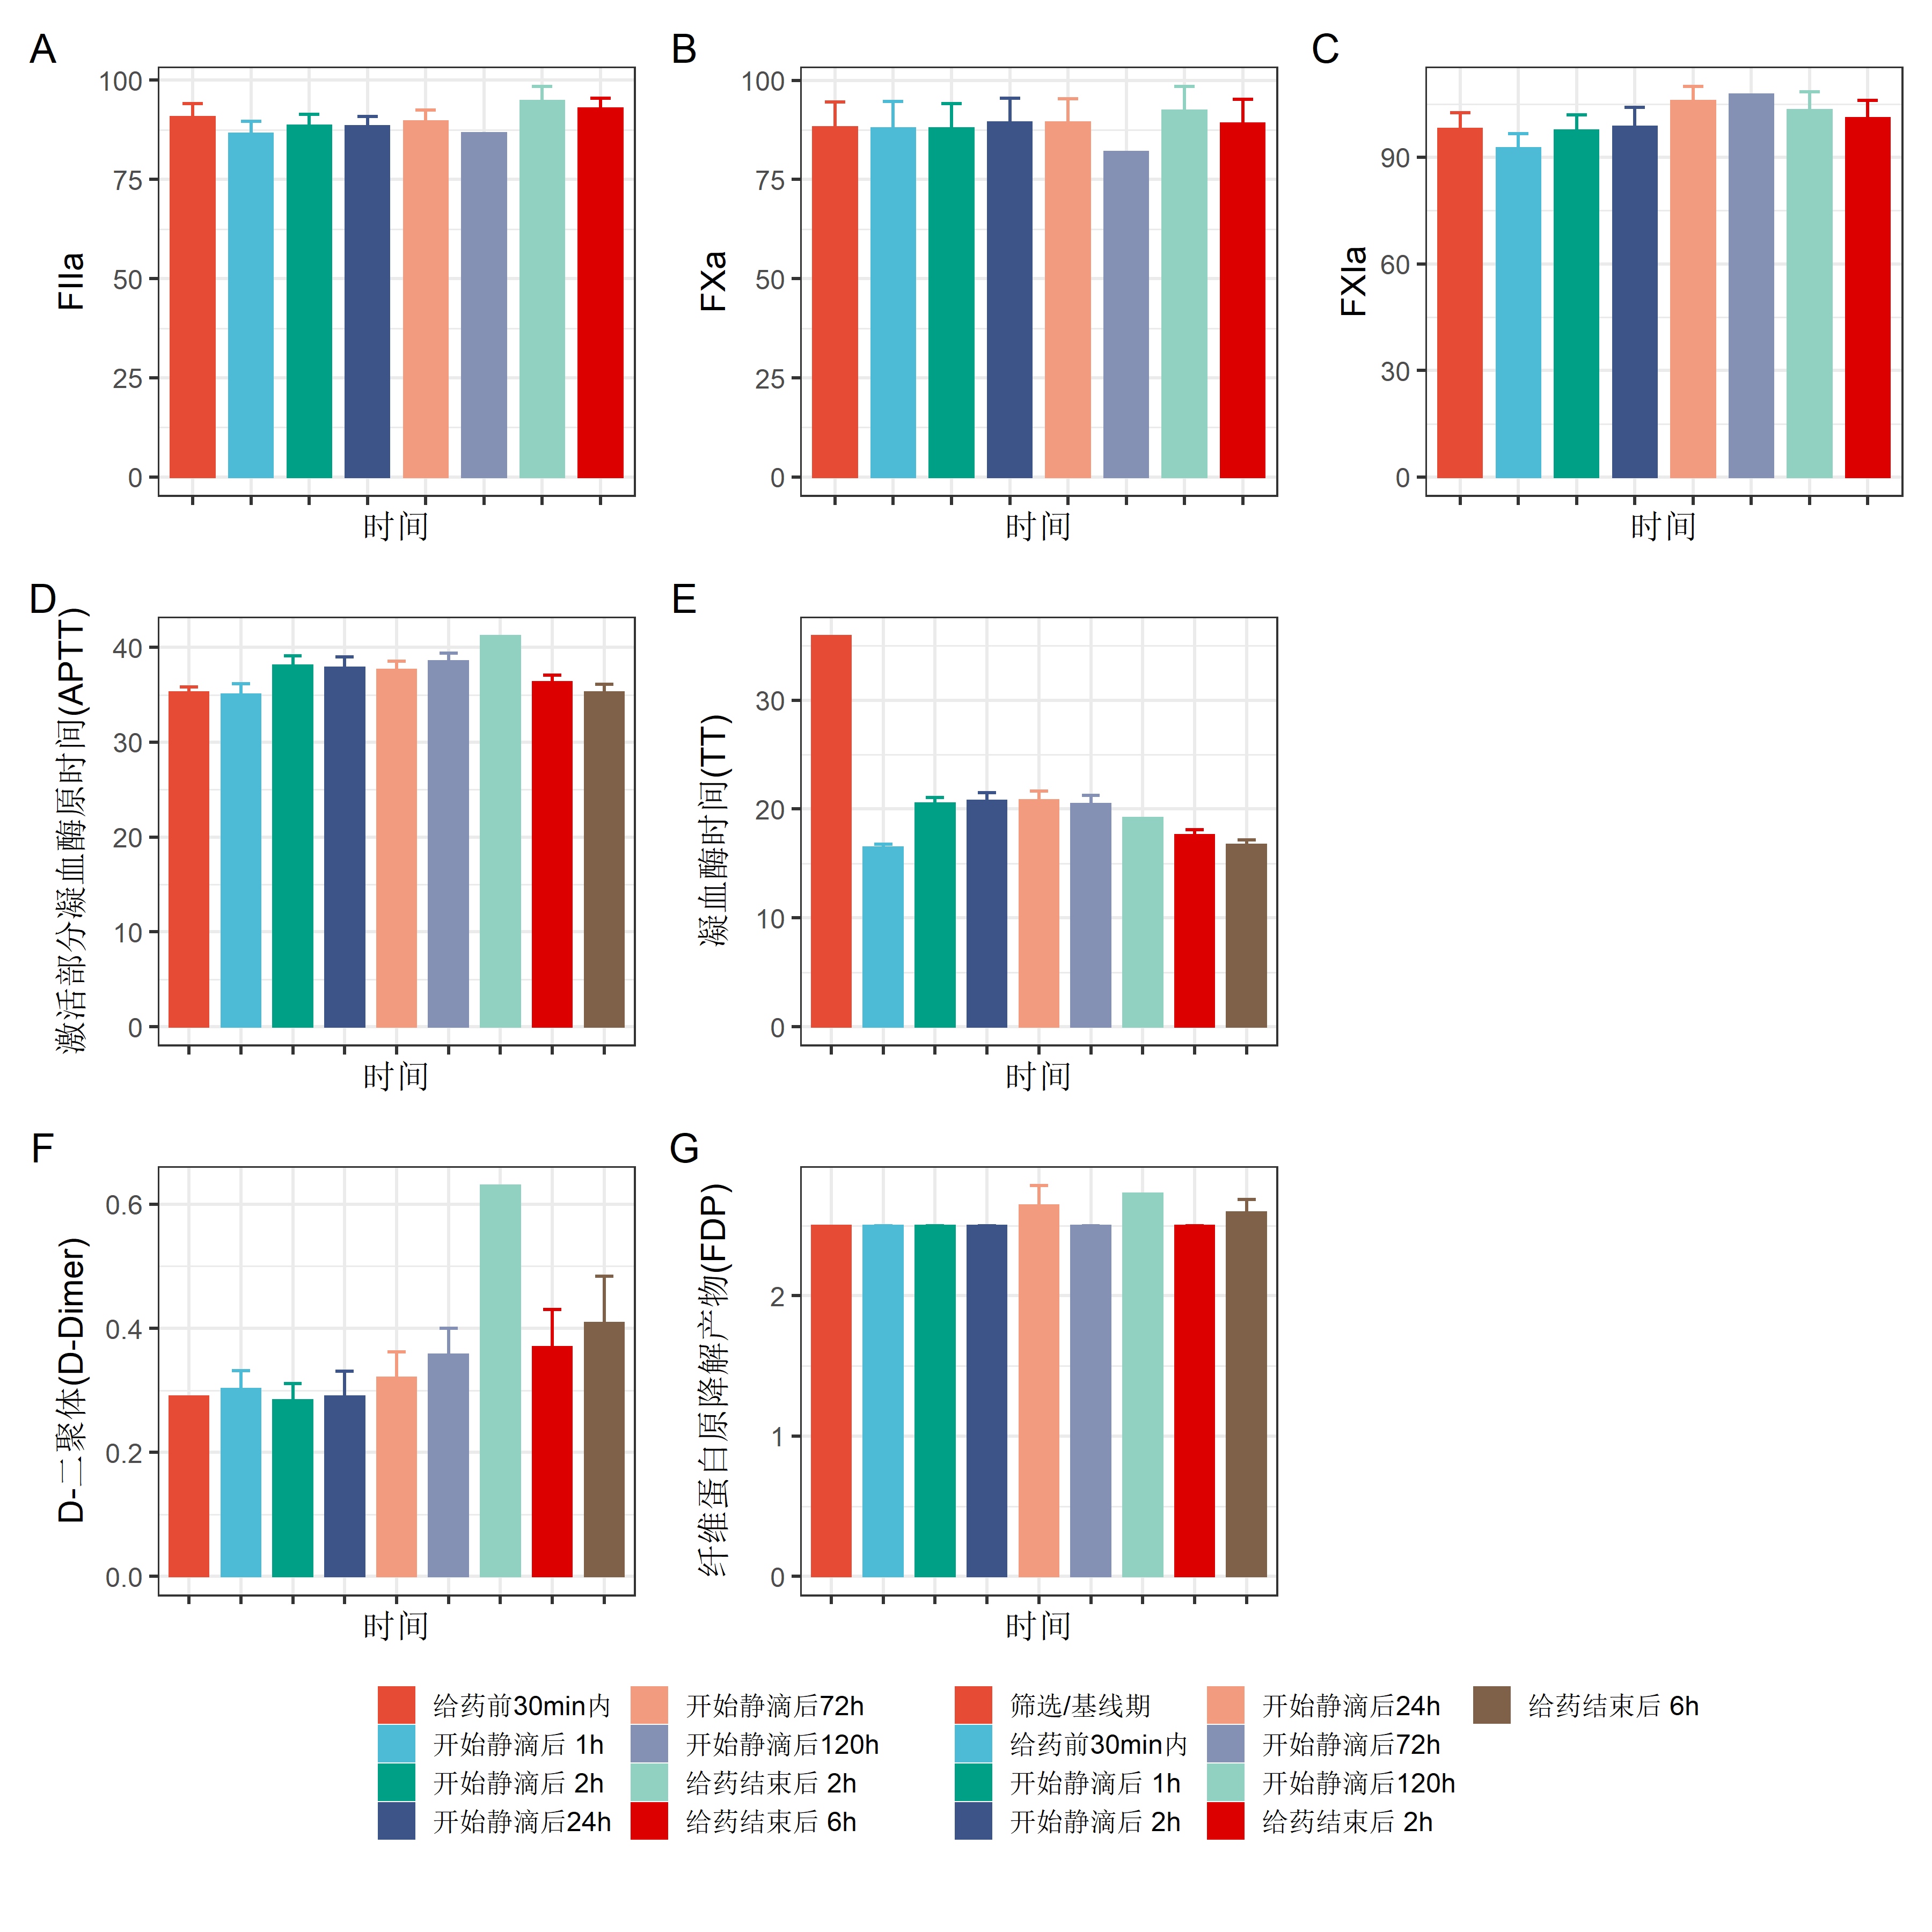 A
B
C
100
75
50
25
0
FIIa
时间
100
75
50
25
0
FXa
时间
90
60
30
0
FXIa
时间
D
E
40
30
20
10
0
激活部分凝血酶原时间(APTT)
时间
30
20
10
0
凝血酶时间(TT)
时间
F
G
0.6
0.4
0.2
0.0
D-二聚体(D-Dimer)
时间
2
1
0
纤维蛋白原降解产物(FDP)
时间
给药前30min内
开始静滴后 1h
开始静滴后 2h
开始静滴后24h
开始静滴后72h
开始静滴后120h
给药结束后 2h
给药结束后 6h
筛选/基线期
给药前30min内
开始静滴后 1h
开始静滴后 2h
开始静滴后24h
开始静滴后72h
开始静滴后120h
给药结束后 2h
给药结束后 6h